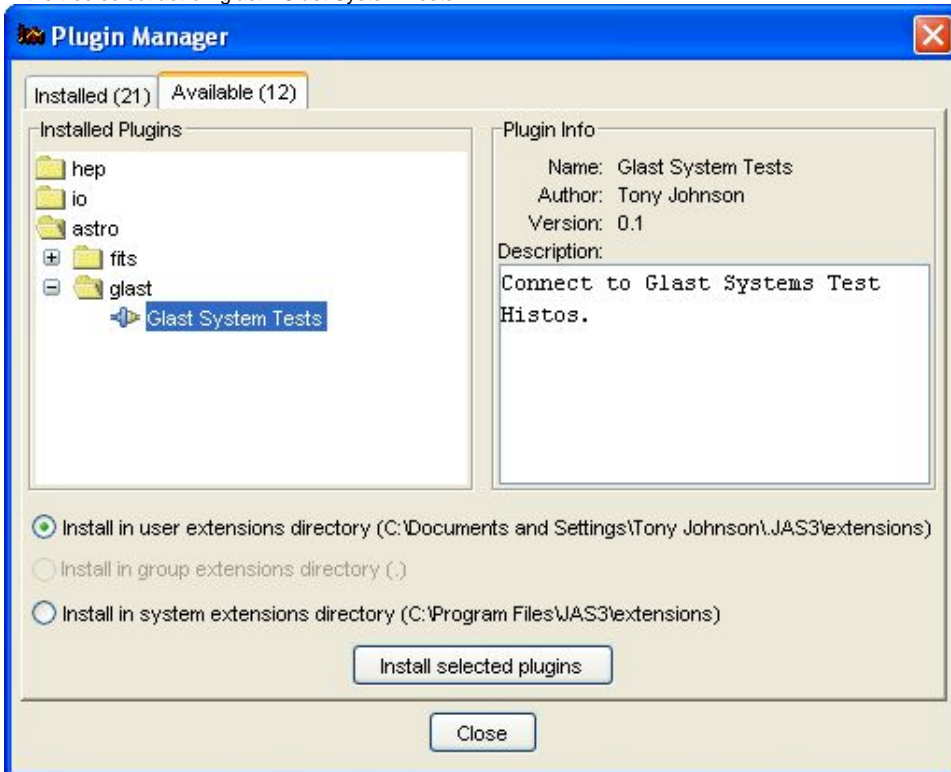 Plugin Manager
Installed (21) Available (12)
Installed Plugins
hep
io
astro
fits
glast
Glast System Tests
Plugin Info
Name: Glast System Tests
Author: Tony Johnson
Version: 0.1
Description:
Connect to Glast Systems Test
Histos.
Install in user extensions directory (C:\Documents and Settings\Tony Johnson\.JAS3\extensions)
Install in group extensions directory (.)
Install in system extensions directory (C:\Program Files\JAS3\extensions)
Install selected plugins
Close